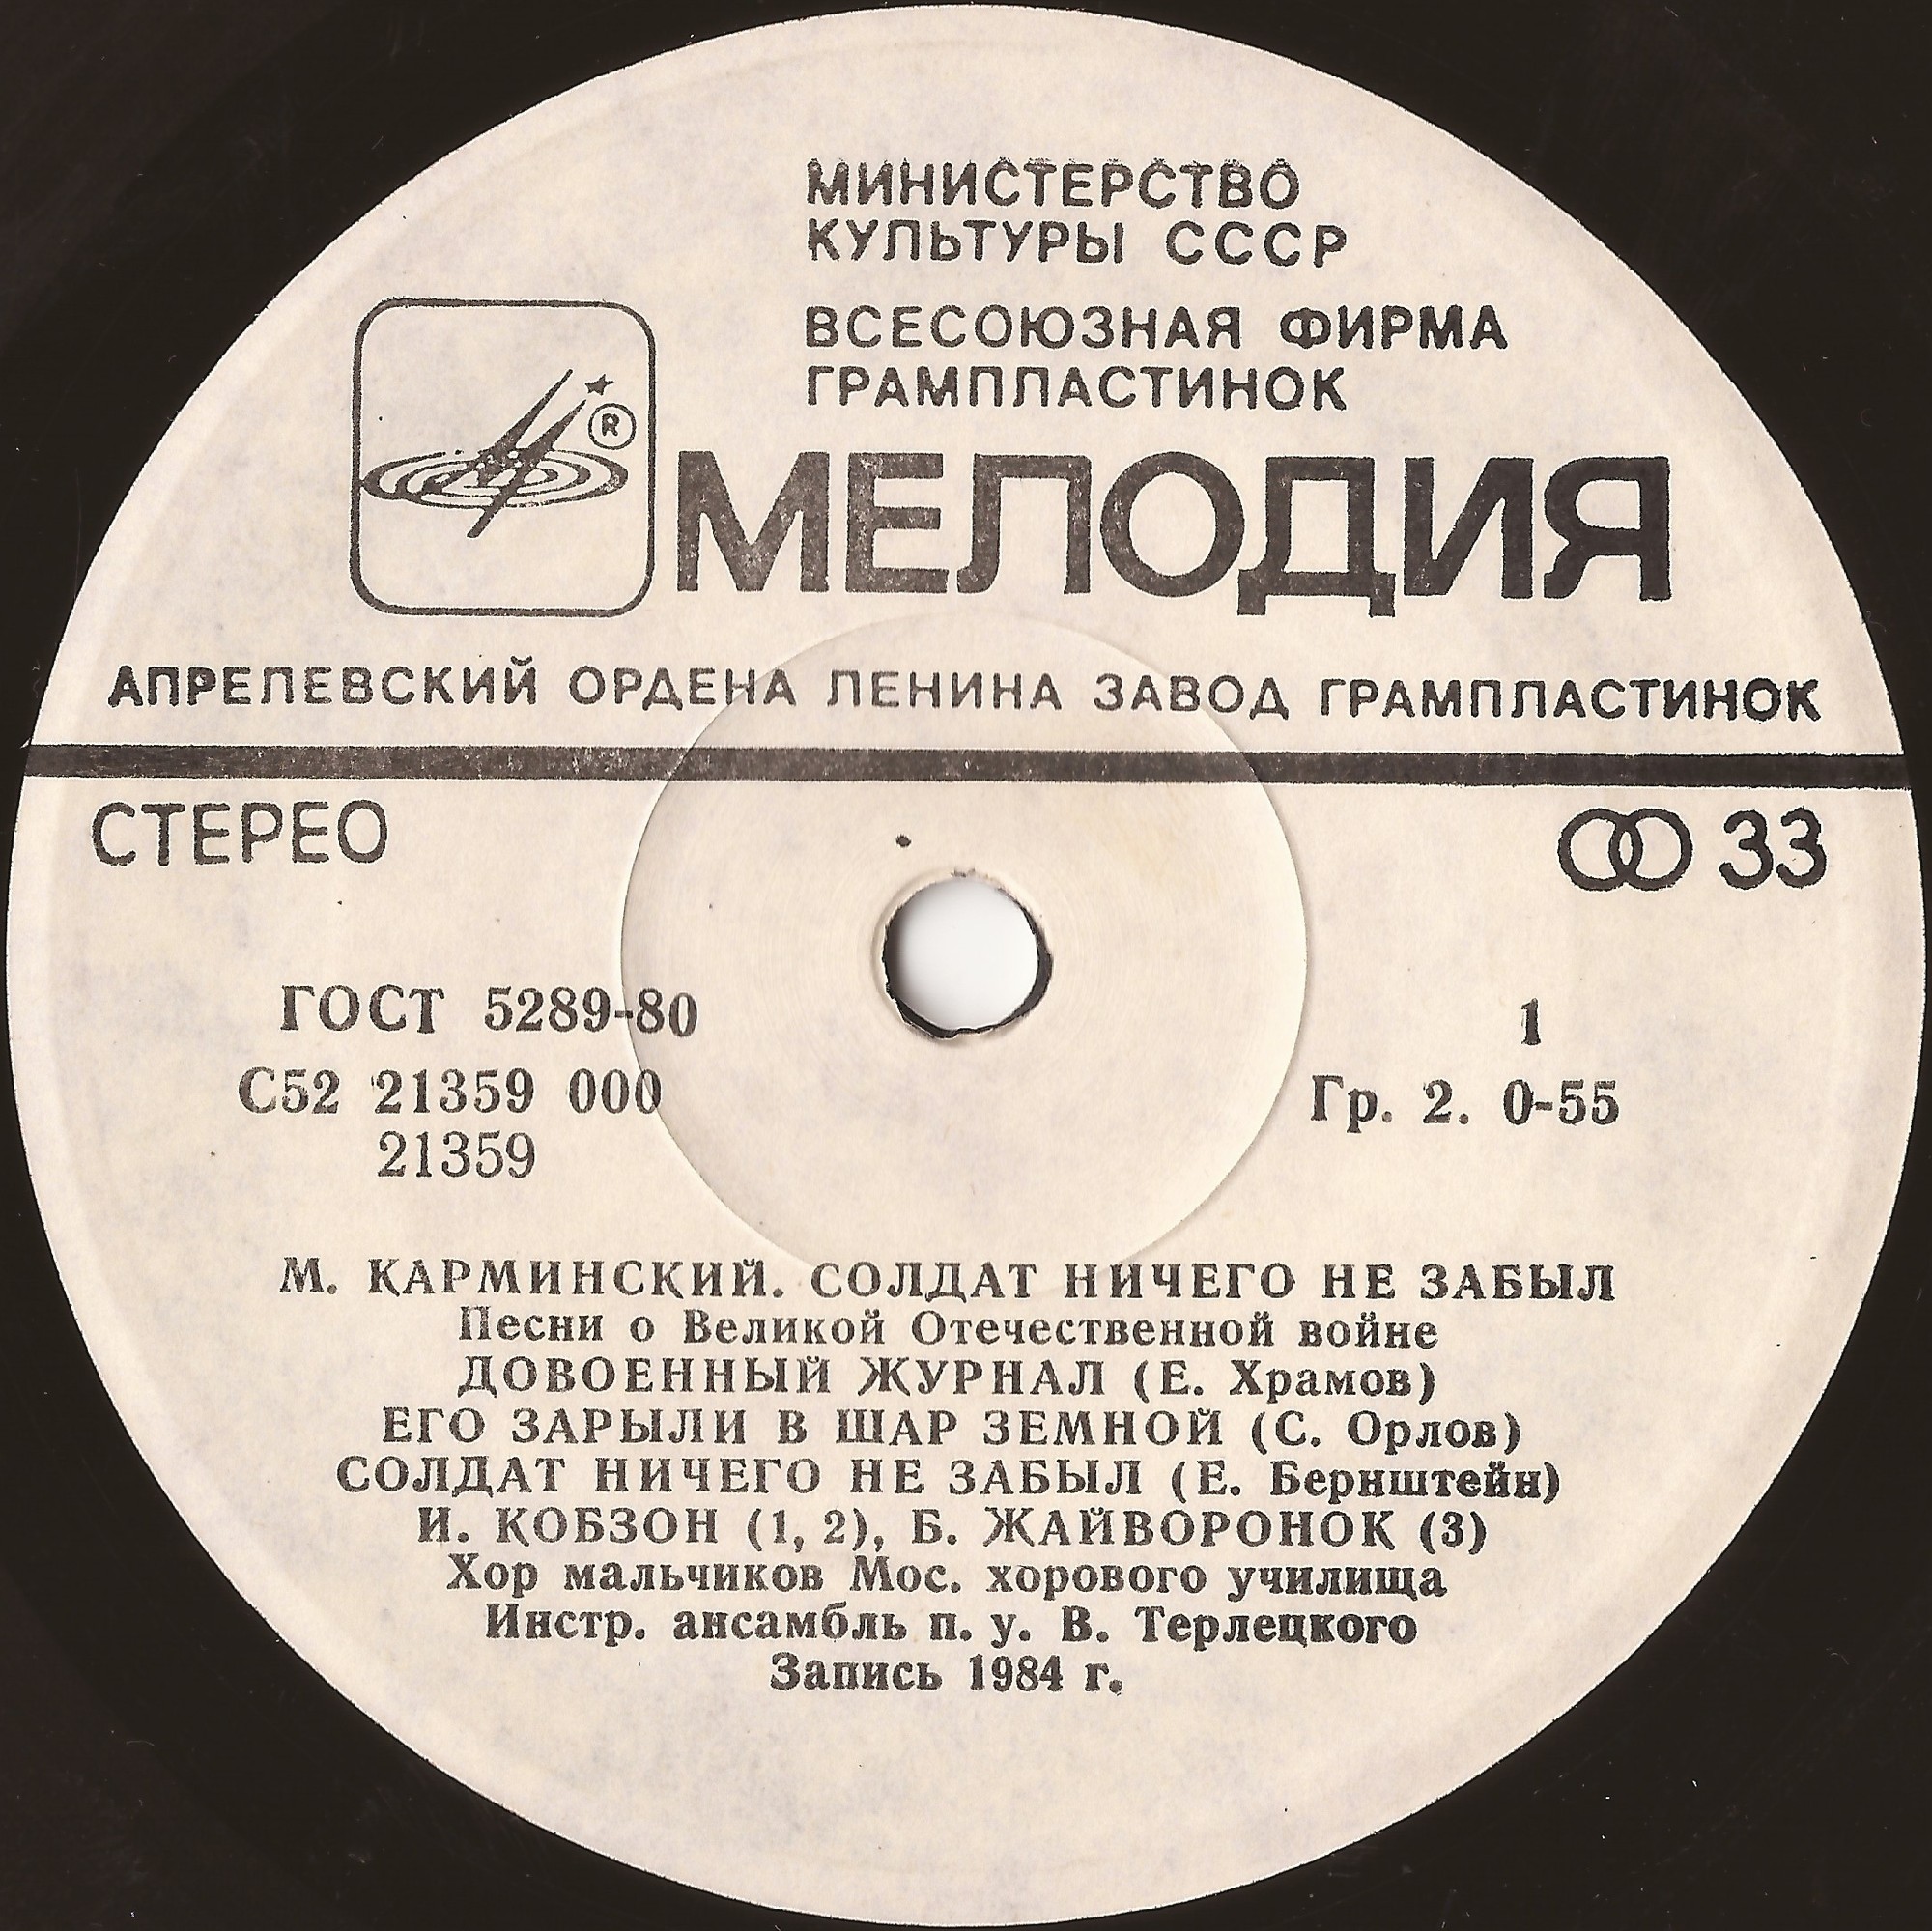 МИНИСТЕРСТВО
КУЛЬТУРЫ СССР
ВСЕСОЮЗНАЯ ФИРМА
ГРАМПЛАСТИНОК
®
МЕЛОДИЯ
АПРЕЛЕВСКИЙ ОРДЕНА ЛЕНИНА ЗАВОД ГРАМПЛАСТИНОК
СТЕРЕО
33
ГОСТ 5289-80
1
С52 21359 000
Гр. 2. 0-55
21359
М. КАРМИНСКИЙ. СОЛДАТ НИЧЕГО НЕ ЗАБЫЛ
Песни о Великой Отечественной войне
ДОВОЕННЫЙ ЖУРНАЛ (Е. Храмов)
ЕГО ЗАРЫЛИ В ШАР ЗЕМНОЙ (С. Орлов)
СОЛДАТ НИЧЕГО НЕ ЗАБЫЛ (Е. Бернштейн)
И. КОБЗОН (1, 2), Б. ЖАЙВОРОНОК (3)
Хор мальчиков Мос. хорового училища
Инстр. ансамбль п. у. В. Терлецкого
Запись 1984 г.